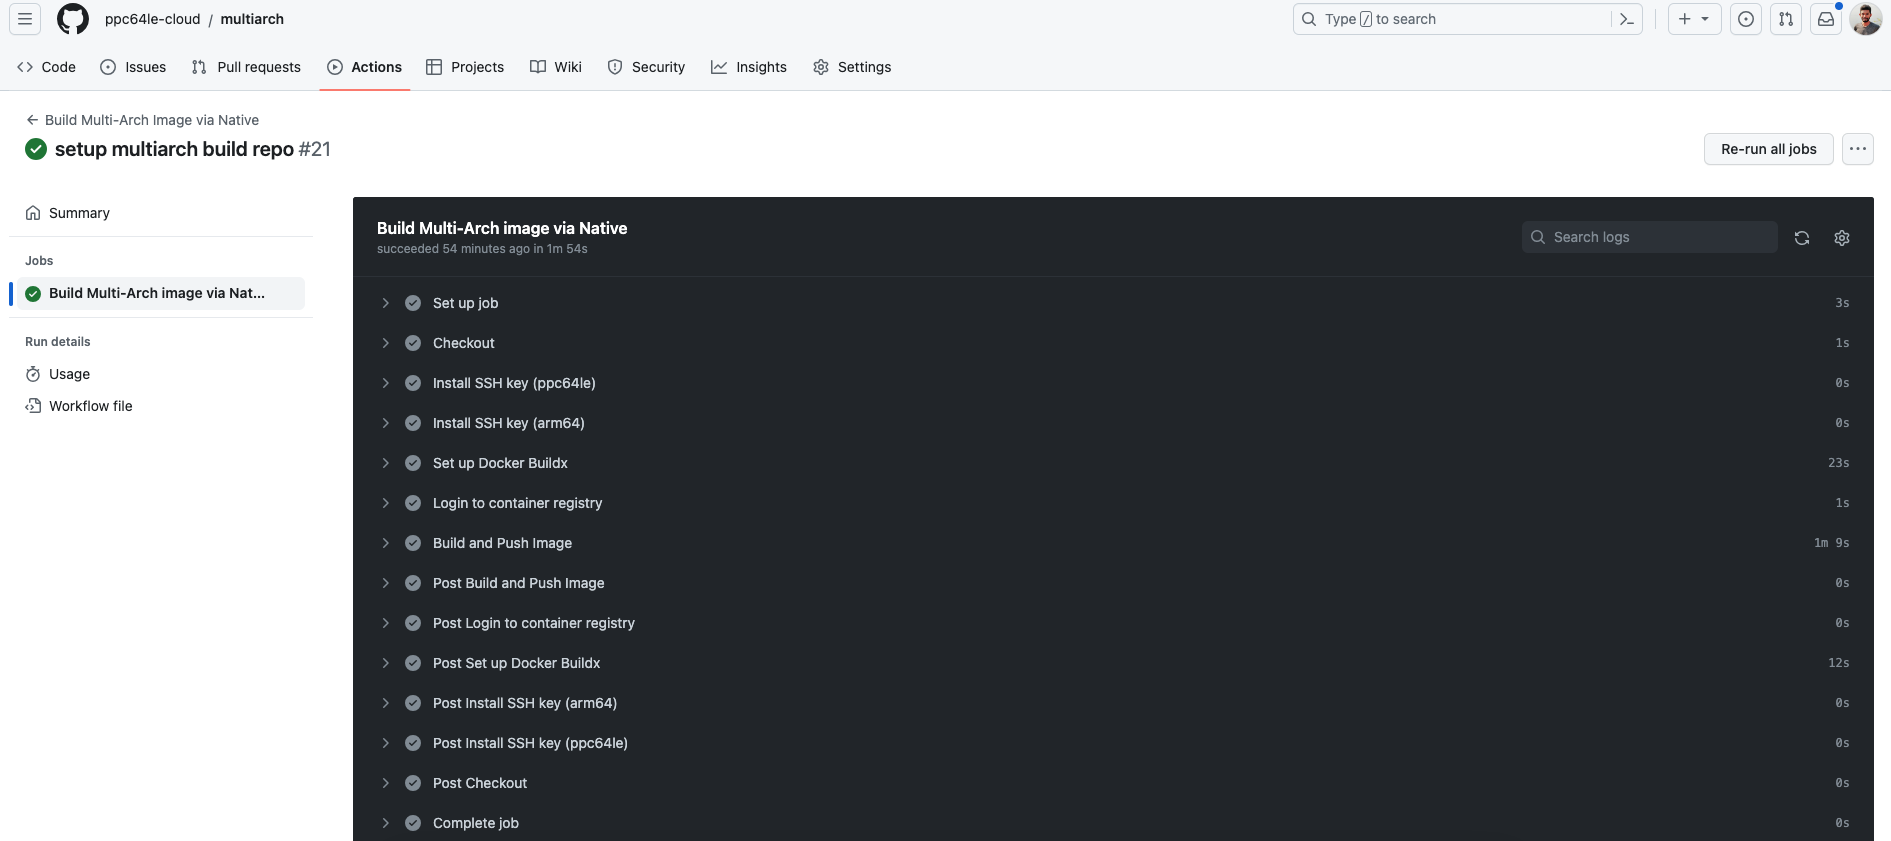 ppc64le-cloud / multiarch
Type / to search
Code
Issues
Pull requests
Actions
Projects
Wiki
Security
Insights
Settings
Build Multi-Arch Image via Native
setup multiarch build repo #21
Re-run all jobs
Summary
Jobs
Build Multi-Arch image via Nat...
Run details
Usage
Workflow file
Build Multi-Arch image via Native
succeeded 54 minutes ago in 1m 54s
Search logs
Set up job 3s
Checkout 1s
Install SSH key (ppc64le) 0s
Install SSH key (arm64) 0s
Set up Docker Buildx 23s
Login to container registry 1s
Build and Push Image 1m 9s
Post Build and Push Image 0s
Post Login to container registry 0s
Post Set up Docker Buildx 12s
Post Install SSH key (arm64) 0s
Post Install SSH key (ppc64le) 0s
Post Checkout 0s
Complete job 0s